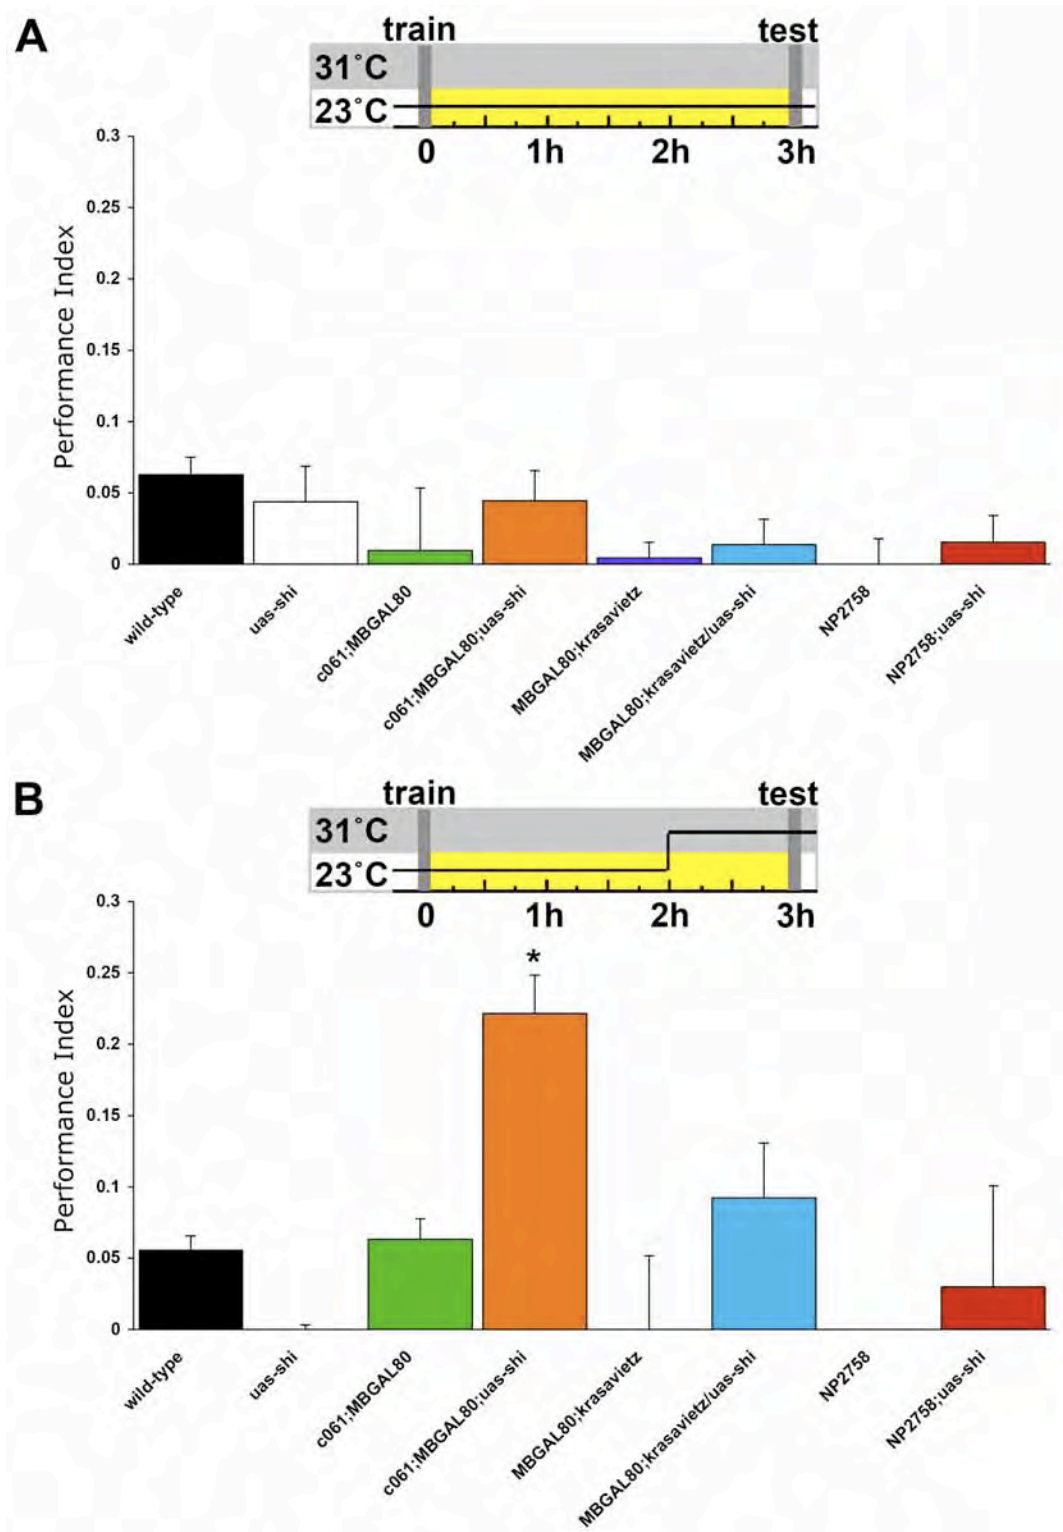 A
train test
31°C
23°C
0 1h 2h 3h
0.3
0.25
0.2
0.15
0.1
0.05
0
Performance Index
wild-type
uas-shi
c061;MBGAL80
c061;MBGAL80;uas-shi
MBGAL80;krasavietz
MBGAL80;krasavietz/uas-shi
NP2758
NP2758;uas-shi
B
train test
31°C
23°C
0 1h 2h 3h
0.3
0.25
0.2
0.15
0.1
0.05
0
Performance Index
*
wild-type
uas-shi
c061;MBGAL80
c061;MBGAL80;uas-shi
MBGAL80;krasavietz
MBGAL80;krasavietz/uas-shi
NP2758
NP2758;uas-shi